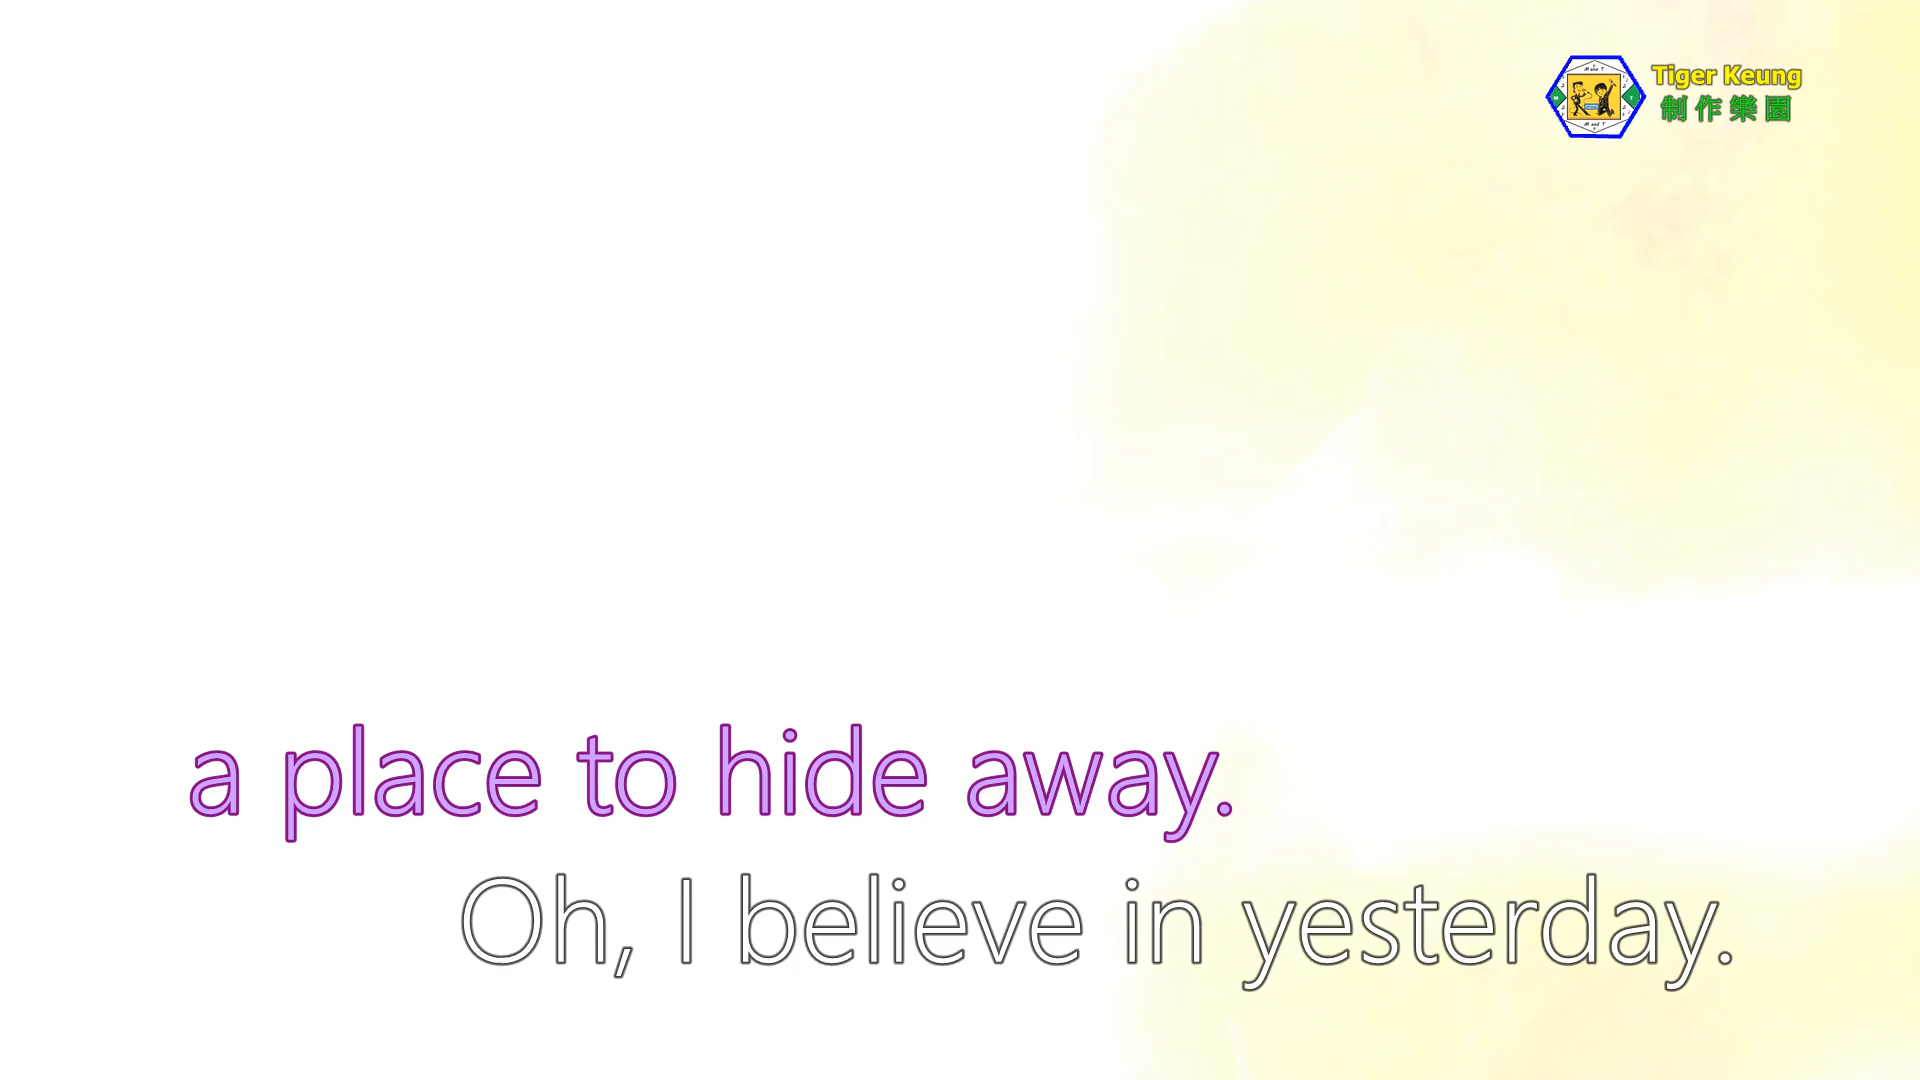 Tiger Keung
制作樂園
a place to hide away.
Oh, I believe in yesterday.